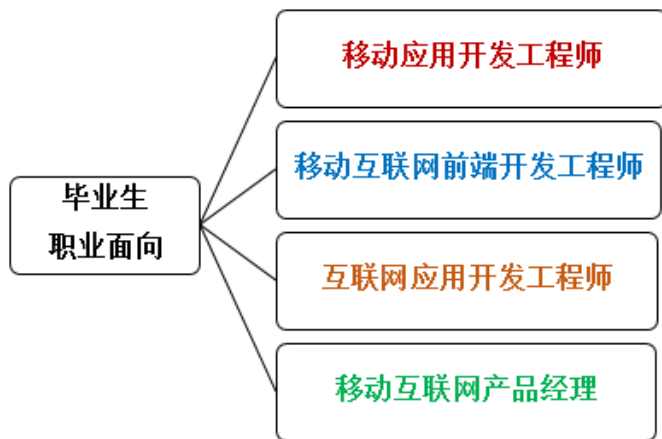 移动应用开发工程师
移动互联网前端开发工程师
毕业生
职业面向
互联网应用开发工程师
移动互联网产品经理